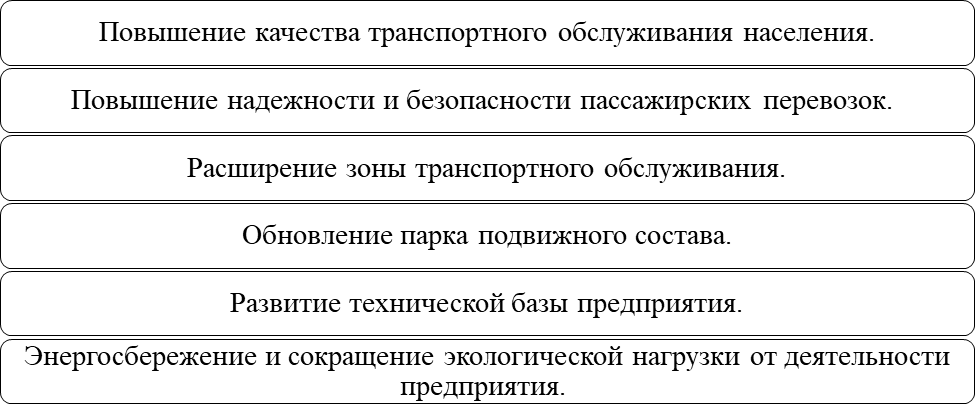 Повышение качества транспортного обслуживания населения.
Повышение надежности и безопасности пассажирских перевозок.
Расширение зоны транспортного обслуживания.
Обновление парка подвижного состава.
Развитие технической базы предприятия.
Энергосбережение и сокращение экологической нагрузки от деятельности
предприятия.